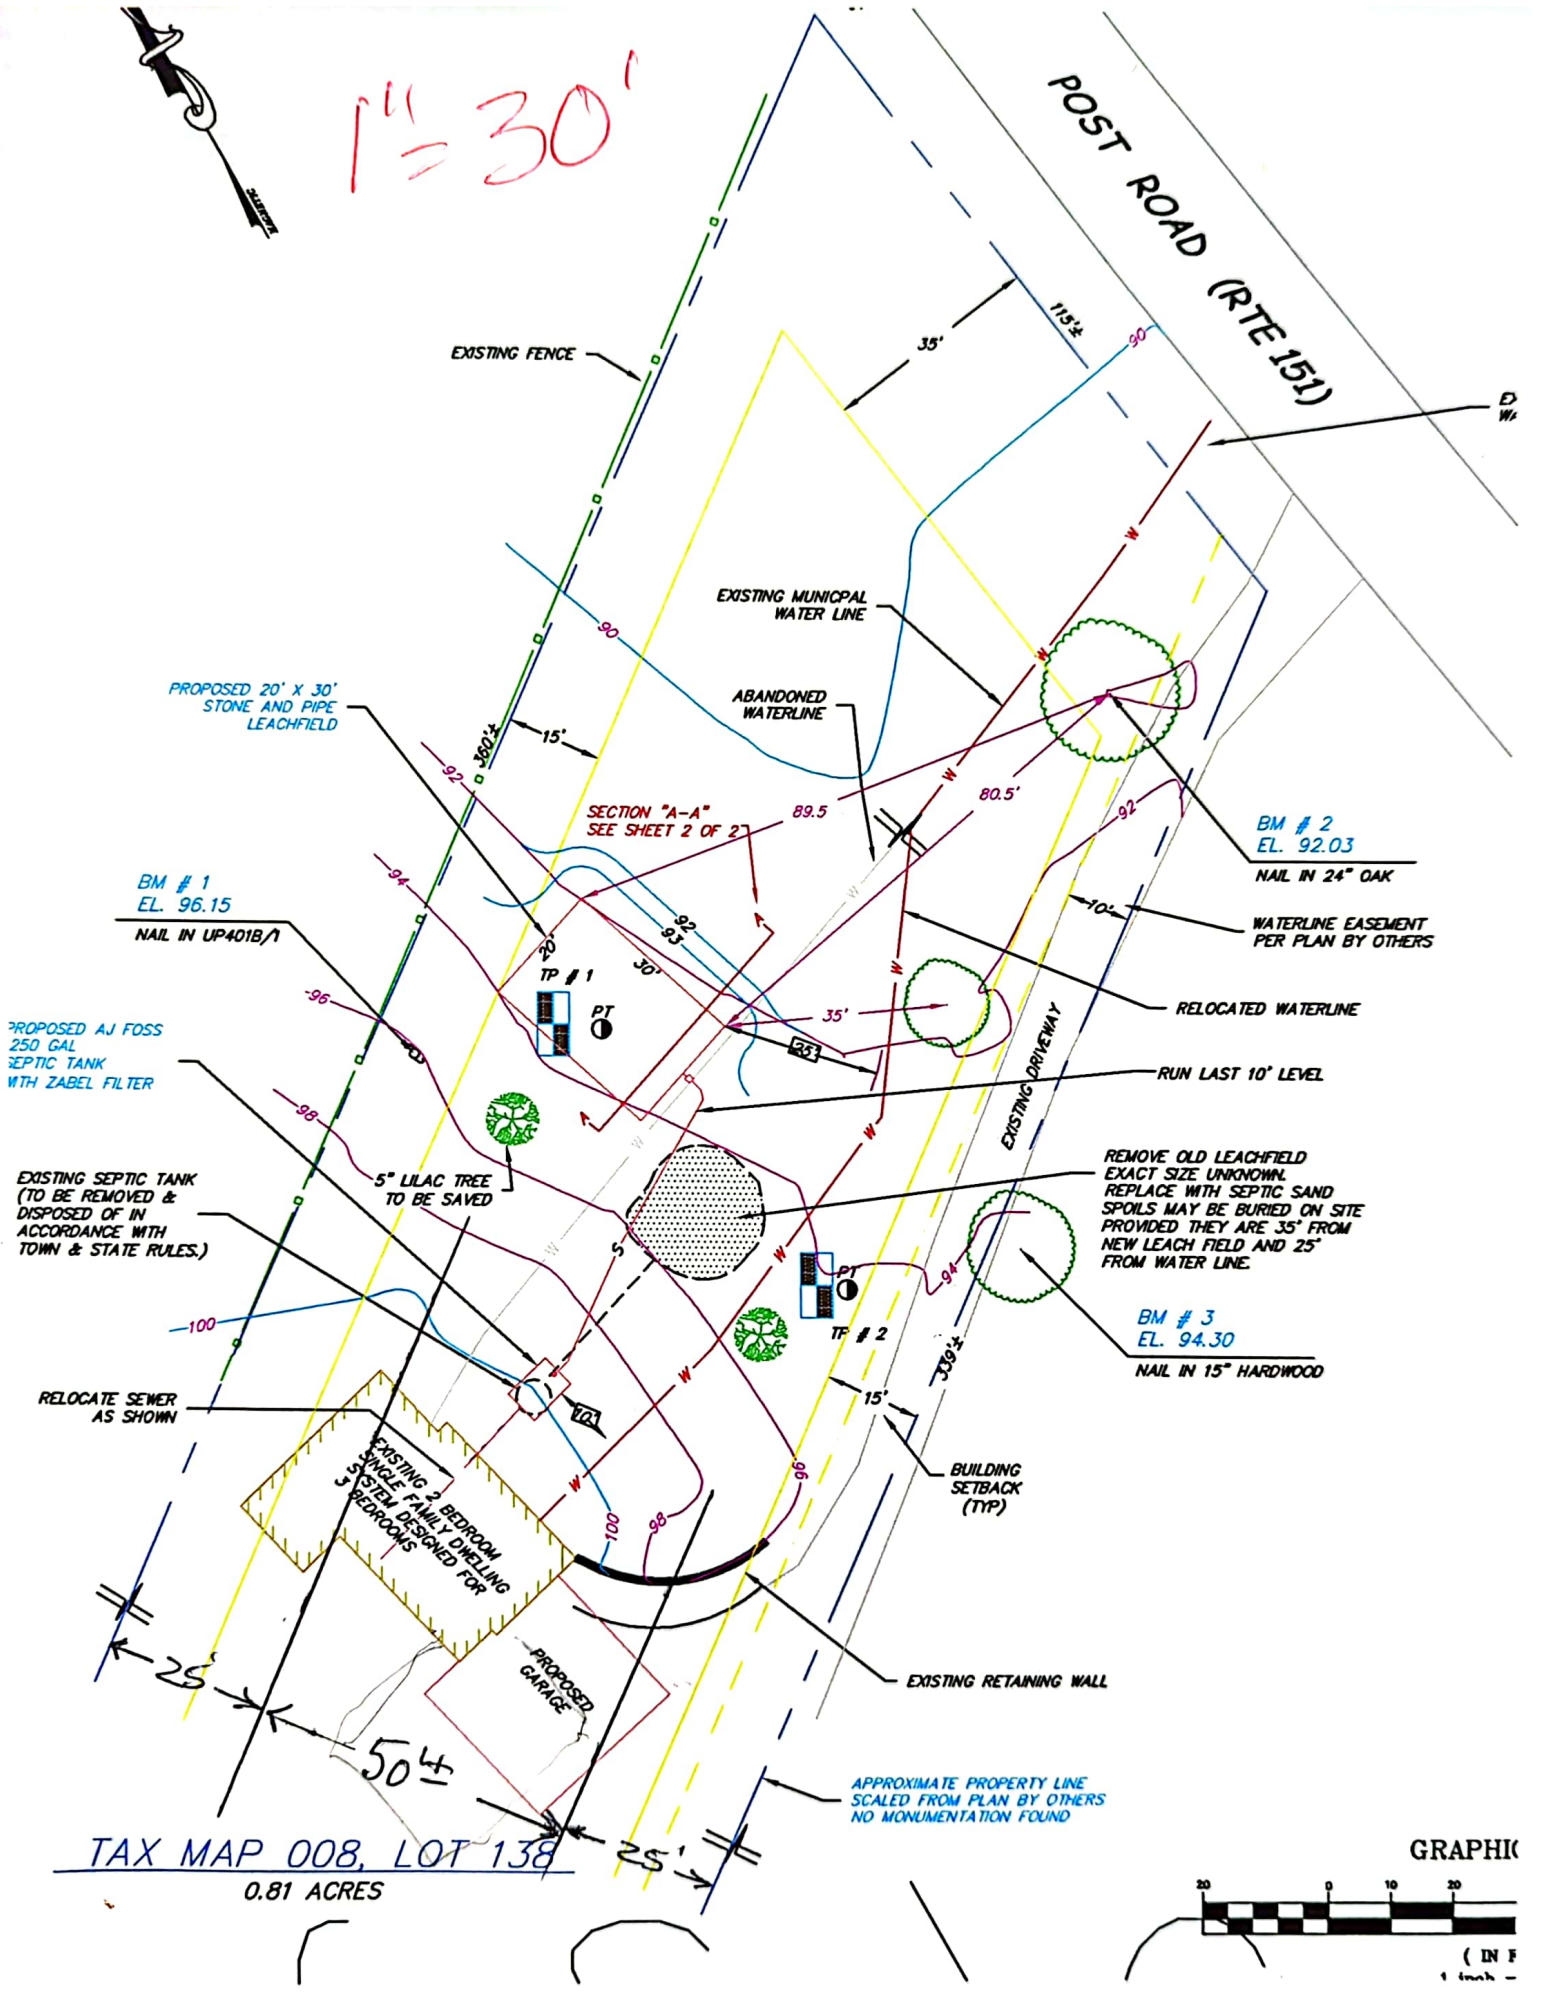 MAGNETIC
1"=30'
POST ROAD (RTE 151)
35'
115'±
90
EXISTING FENCE
EXISTING MUNICPAL
WATER LINE
W
90
W
PROPOSED 20' X 30'
STONE AND PIPE
LEACHFIELD
ABANDONED
WATERLINE
360'±
15'
92
W
80.5'
89.5
92
SECTION "A-A"
SEE SHEET 2 OF 2
BM # 2
EL. 92.03
NAIL IN 24" OAK
94
BM # 1
EL. 96.15
NAIL IN UP401B/1
W
10'
WATERLINE EASEMENT
PER PLAN BY OTHERS
92
93
A
20'
30'
TP # 1
PT
W
96
35'
RELOCATED WATERLINE
PROPOSED AJ FOSS
250 GAL
SEPTIC TANK
WITH ZABEL FILTER
25'
EXISTING DRIVEWAY
RUN LAST 10' LEVEL
98
A
W
W
5" LILAC TREE
TO BE SAVED
EXISTING SEPTIC TANK
(TO BE REMOVED &
DISPOSED OF IN
ACCORDANCE WITH
TOWN & STATE RULES.)
REMOVE OLD LEACHFIELD
EXACT SIZE UNKNOWN.
REPLACE WITH SEPTIC SAND
SPOILS MAY BE BURIED ON SITE
PROVIDED THEY ARE 35' FROM
NEW LEACH FIELD AND 25'
FROM WATER LINE.
S
W
W
94
PT
TP # 2
100
BM # 3
EL. 94.30
NAIL IN 15" HARDWOOD
339'±
W
15'
RELOCATE SEWER
AS SHOWN
10'
EXISTING 2 BEDROOM
SINGLE FAMILY DWELLING
SYSTEM DESIGNED FOR
3 BEDROOMS
W
96
BUILDING
SETBACK
(TYP)
100
98
PROPOSED
GARAGE
EXISTING RETAINING WALL
25'
50'±
APPROXIMATE PROPERTY LINE
SCALED FROM PLAN BY OTHERS
NO MONUMENTATION FOUND
25'
TAX MAP 008, LOT 138
0.81 ACRES
GRAPHIC
20 0 10 20
( IN F
1 inch =